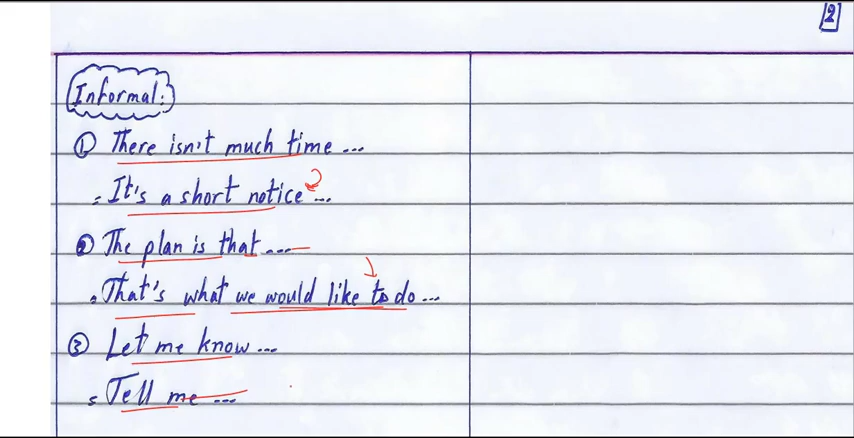 2
Informal:
① There isn't much time ...
= It's a short notice ...
② The plan is that ....
= That's what we would like to do ...
③ Let me know ...
= Tell me ...